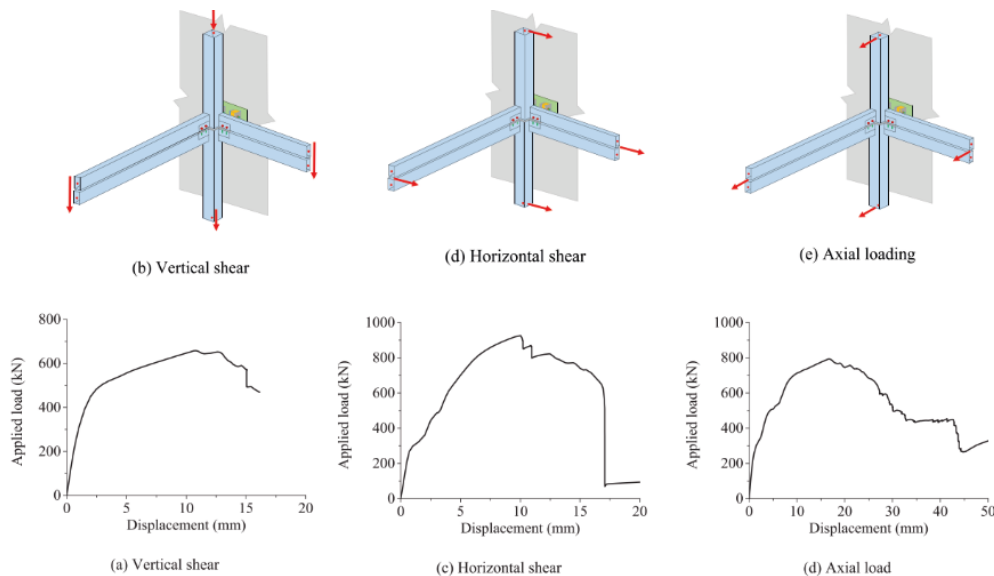 (b) Vertical shear
(d) Horizontal shear
(e) Axial loading
800
600
400
200
0
Applied load (kN)
0 5 10 15 20
Displacement (mm)
(a) Vertical shear
1000
800
600
400
200
0
Applied load (kN)
0 5 10 15 20
Displacement (mm)
(c) Horizontal shear
1000
800
600
400
200
0
Applied load (kN)
0 10 20 30 40 50
Displacement (mm)
(d) Axial load